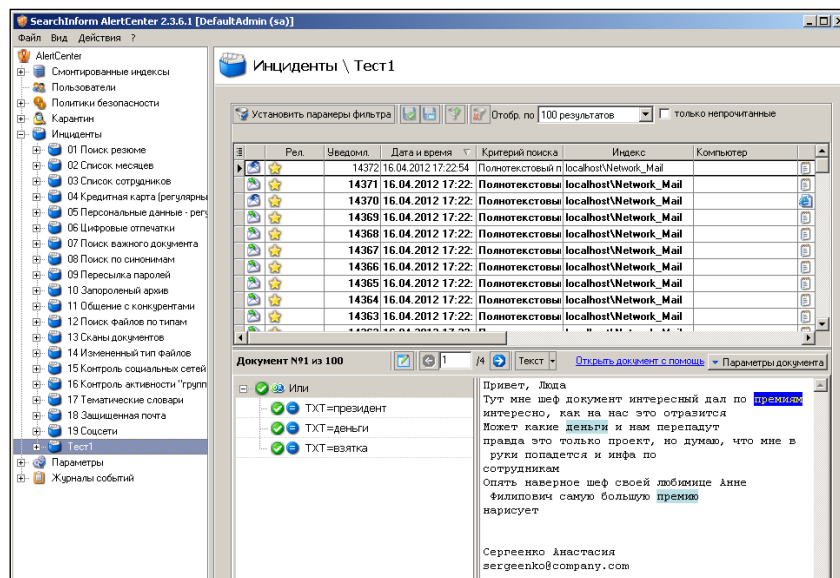 SearchInform AlertCenter 2.3.6.1 [DefaultAdmin (sa)]
Файл Вид Действия ?
AlertCenter
Смонтированные индексы
Пользователи
Политики безопасности
Карантин
Инциденты
01 Поиск резюме
02 Список месяцев
03 Список сотрудников
04 Кредитная карта (регулярны
05 Персональные данные - регу
06 Цифровые отпечатки
07 Поиск важного документа
08 Поиск по синонимам
09 Пересылка паролей
10 Запороленый архив
11 Общение с конкурентами
12 Поиск файлов по типам
13 Сканы документов
14 Измененный тип файлов
15 Контроль социальных сетей
16 Контроль активности "групп
17 Тематические словари
18 Защищенная почта
19 Соцсети
Тест1
Параметры
Журналы событий
Инциденты \ Тест1
Установить параметры фильтра Отобр. по 100 результатов только непрочитанные
Рел. Уведомл. Дата и время Критерий поиска Индекс Компьютер
14372 16.04.2012 17:22:54 Полнотекстовый п localhost\Network_Mail
14371 16.04.2012 17:22: Полнотекстовы localhost\Network_Mail
14370 16.04.2012 17:22: Полнотекстовы localhost\Network_Mail
14369 16.04.2012 17:22: Полнотекстовы localhost\Network_Mail
14368 16.04.2012 17:22: Полнотекстовы localhost\Network_Mail
14367 16.04.2012 17:22: Полнотекстовы localhost\Network_Mail
14366 16.04.2012 17:22: Полнотекстовы localhost\Network_Mail
14365 16.04.2012 17:22: Полнотекстовы localhost\Network_Mail
14364 16.04.2012 17:22: Полнотекстовы localhost\Network_Mail
14363 16.04.2012 17:22: Полнотекстовы localhost\Network_Mail
Документ №1 из 100 1 /4 Текст Открыть документ с помощь Параметры документа
Или
TXT=президент
TXT=деньги
TXT=взятка
Привет, Люда
Тут мне шеф документ интересный дал по премиям
интересно, как на нас это отразится
Может какие деньги и нам перепадут
правда это только проект, но думаю, что мне в
руки попадется и инфа по
сотрудникам
Опять наверное шеф своей любимице Анне
Филипович самую большую премию
нарисует
Сергеенко Анастасия
sergeenko@company.com